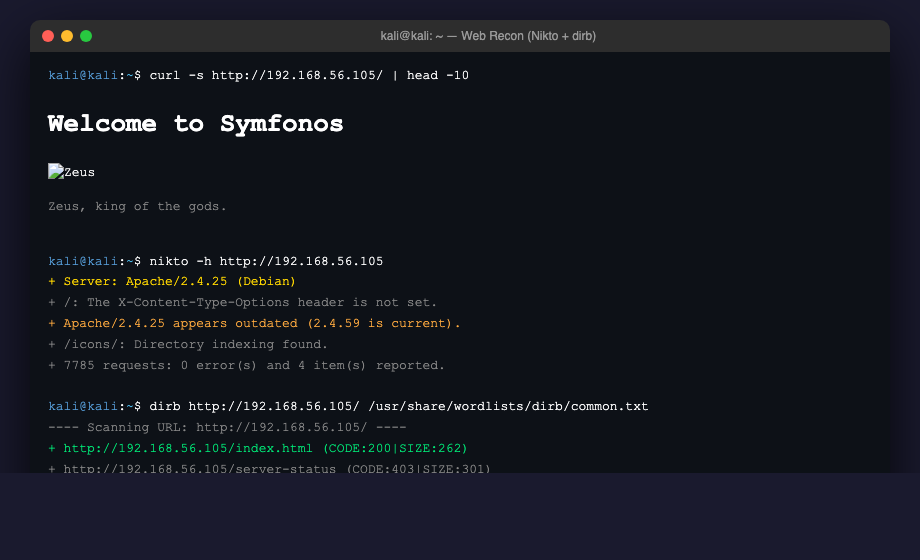 kali@kali: ~ — Web Recon (Nikto + dirb)
kali@kali:~$ curl -s http://192.168.56.105/ | head -10
Welcome to Symfonos
Zeus
Zeus, king of the gods.
kali@kali:~$ nikto -h http://192.168.56.105
+ Server: Apache/2.4.25 (Debian)
+ /: The X-Content-Type-Options header is not set.
+ Apache/2.4.25 appears outdated (2.4.59 is current).
+ /icons/: Directory indexing found.
+ 7785 requests: 0 error(s) and 4 item(s) reported.
kali@kali:~$ dirb http://192.168.56.105/ /usr/share/wordlists/dirb/common.txt
---- Scanning URL: http://192.168.56.105/ ----
+ http://192.168.56.105/index.html (CODE:200|SIZE:262)
+ http://192.168.56.105/server-status (CODE:403|SIZE:301)